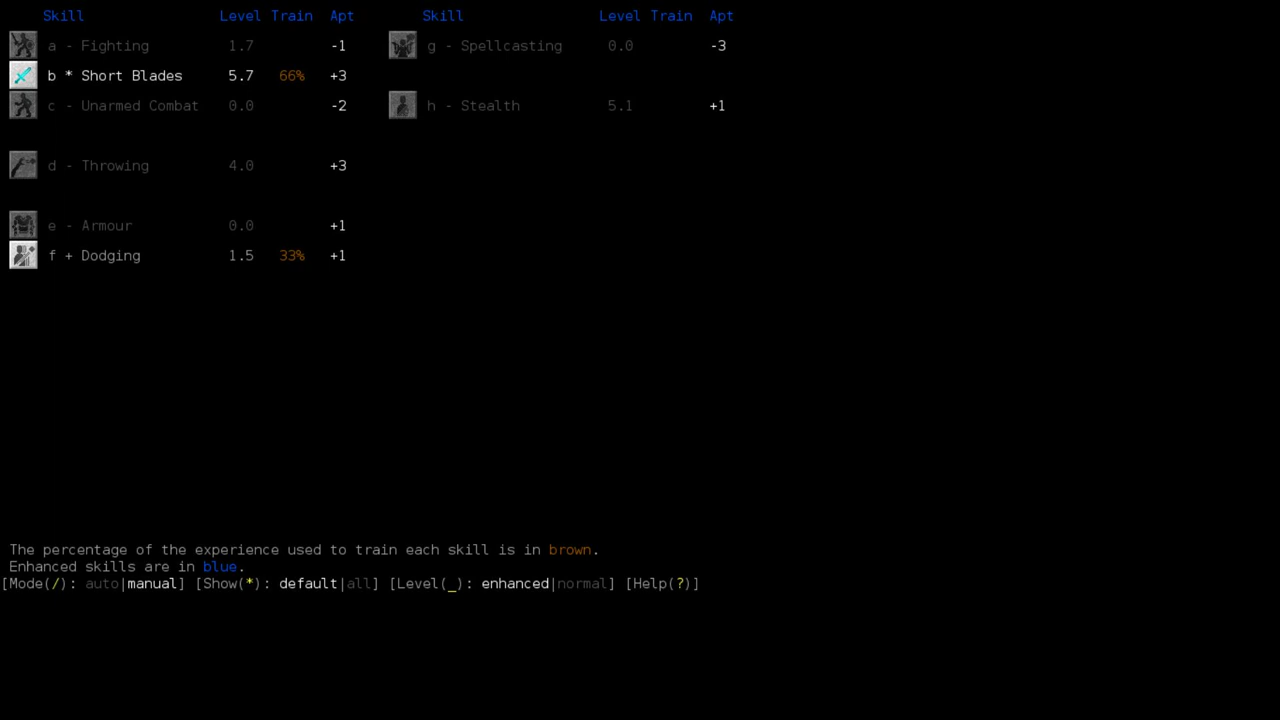 Skill Level Train Apt Skill Level Train Apt
a - Fighting 1.7 -1 g - Spellcasting 0.0 -3
b * Short Blades 5.7 66% +3
c - Unarmed Combat 0.0 -2 h - Stealth 5.1 +1
d - Throwing 4.0 +3
e - Armour 0.0 +1
f + Dodging 1.5 33% +1
The percentage of the experience used to train each skill is in brown.
Enhanced skills are in blue.
[Mode(/): auto|manual] [Show(*): default|all] [Level(_): enhanced|normal] [Help(?)]